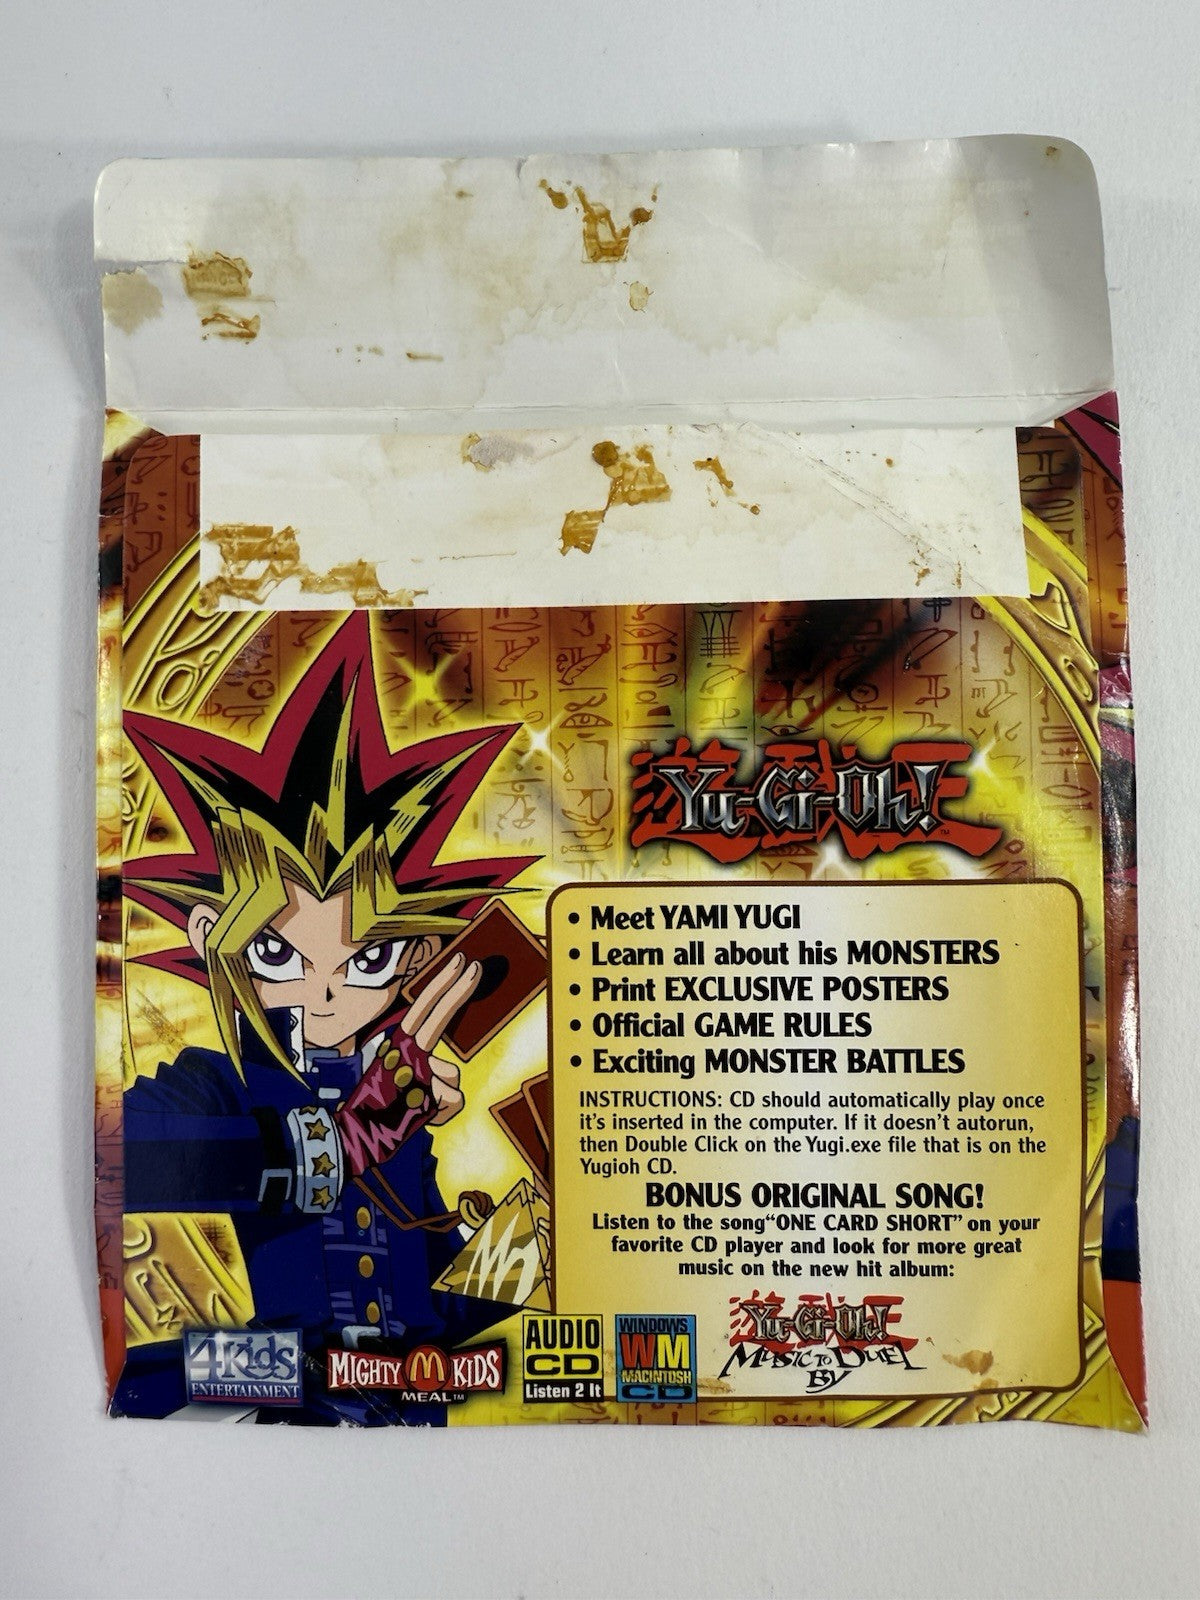 遊戯王
Yu-Gi-Oh!™
• Meet YAMI YUGI
• Learn all about his MONSTERS
• Print EXCLUSIVE POSTERS
• Official GAME RULES
• Exciting MONSTER BATTLES
INSTRUCTIONS: CD should automatically play once
it's inserted in the computer. If it doesn't autorun,
then Double Click on the Yugi.exe file that is on the
Yugioh CD.
BONUS ORIGINAL SONG!
Listen to the song"ONE CARD SHORT" on your
favorite CD player and look for more great
music on the new hit album:
Yu-Gi-Oh!
MUSIC TO DUEL
BY
4Kids
ENTERTAINMENT
MIGHTY M KIDS
MEAL™
AUDIO
CD
Listen 2 It
WINDOWS
WM
MACINTOSH
CD